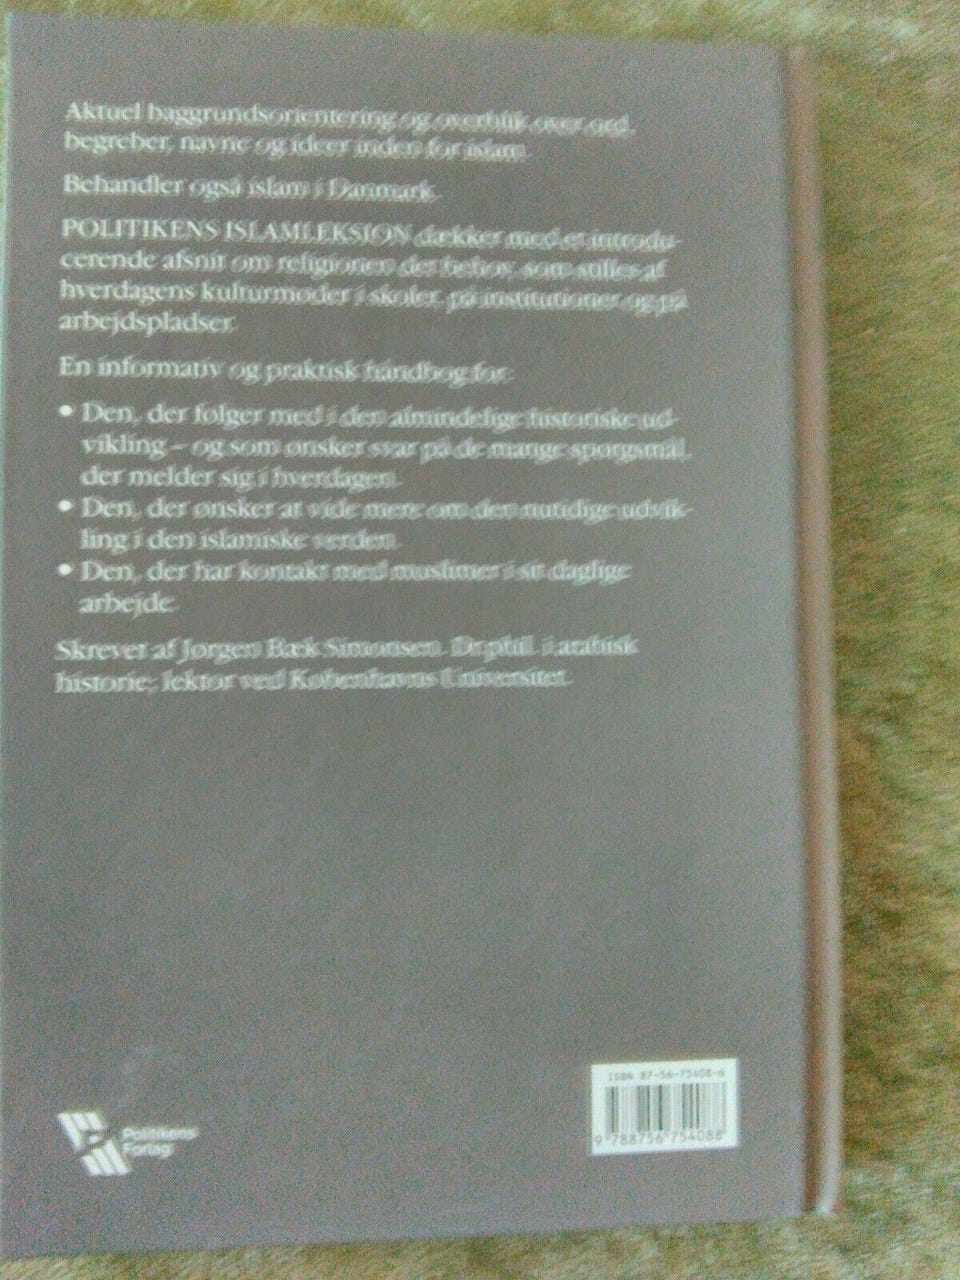 Aktuel baggrundsorientering og overblik over ord,
begreber, navne og ideer inden for islam.
Behandler også islam i Danmark.
POLITIKENS ISLAMLEKSION dækker med et introdu-
cerende afsnit om religionen det behov, som stilles af
hverdagens kulturmøder i skoler, på institutioner og på
arbejdspladser.
En informativ og praktisk håndbog for:
• Den, der følger med i den almindelige historiske ud-
vikling – og som ønsker svar på de mange spørgsmål,
der melder sig i hverdagen.
• Den, der ønsker at vide mere om den nutidige udvik-
ling i den islamiske verden.
• Den, der har kontakt med muslimer i sit daglige
arbejde.
Skrevet af Jørgen Bæk Simonsen. Dr.phil. i arabisk
historie, lektor ved Københavns Universitet.
ISBN 87-56-75408-6
9 788756 754088
Politikens
Forlag